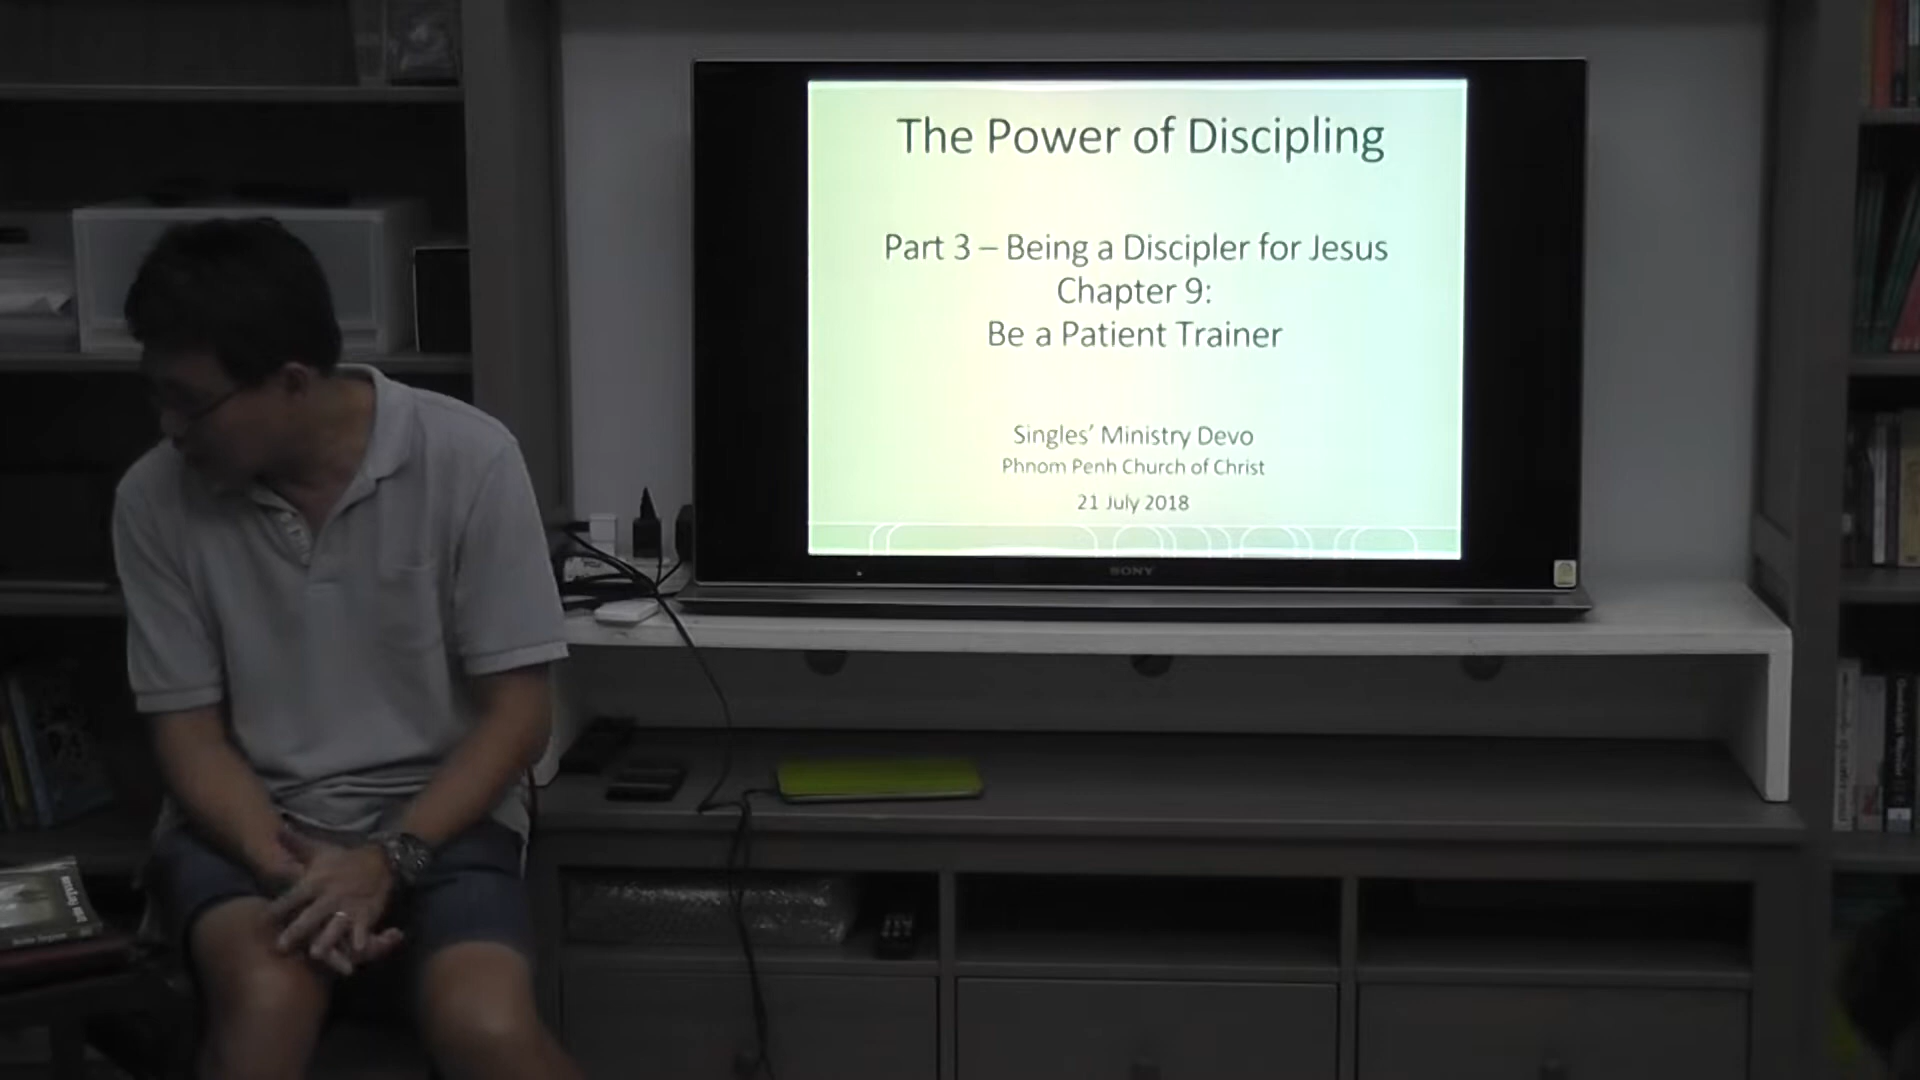 The Power of Discipling
Part 3 – Being a Discipler for Jesus
Chapter 9:
Be a Patient Trainer
Singles' Ministry Devo
Phnom Penh Church of Christ
21 July 2018
SONY